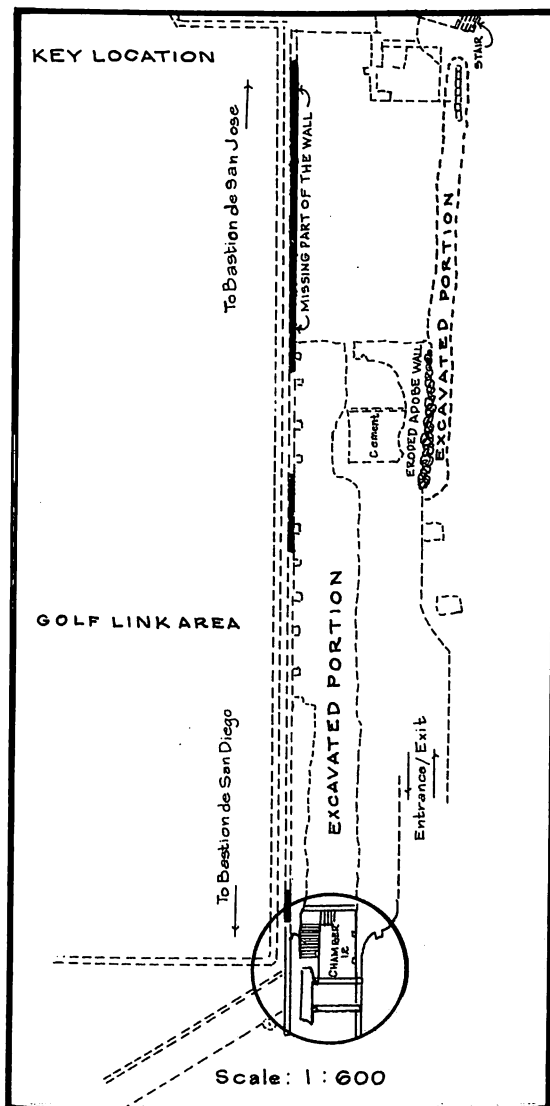 STAIR
KEY LOCATION
To Bastion de San Jose
MISSING PART OF THE WALL
EXCAVATED PORTION
ERODED ADOBE WALL
Cement
GOLF LINK AREA
EXCAVATED PORTION
To Bastion de San Diego
Entrance/Exit
CHAMBER
Scale: 1:600